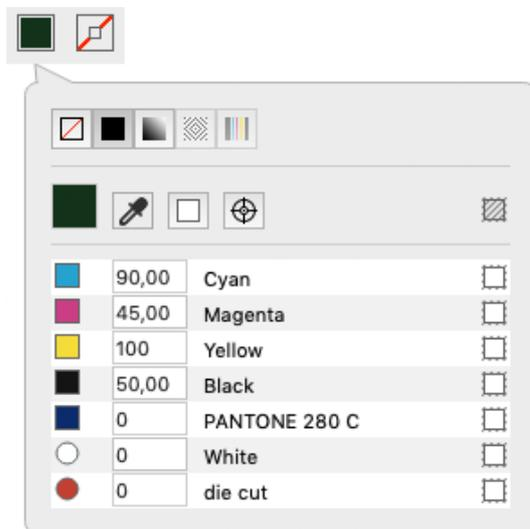 90,00 Cyan
45,00 Magenta
100 Yellow
50,00 Black
0 PANTONE 280 C
0 White
0 die cut